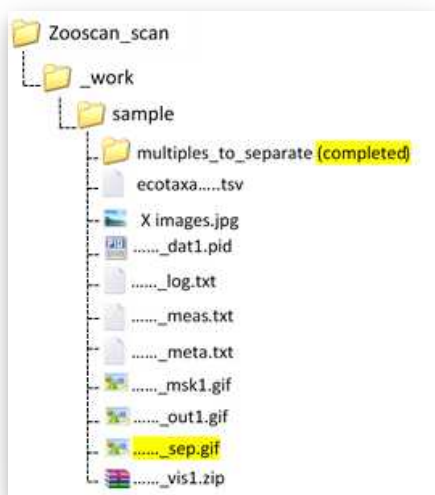 Zooscan_scan
_work
sample
multiples_to_separate (completed)
ecotaxa.....tsv
X images.jpg
PID ......_dat1.pid
......_log.txt
......_meas.txt
......_meta.txt
......_msk1.gif
......_out1.gif
......_sep.gif
......_vis1.zip